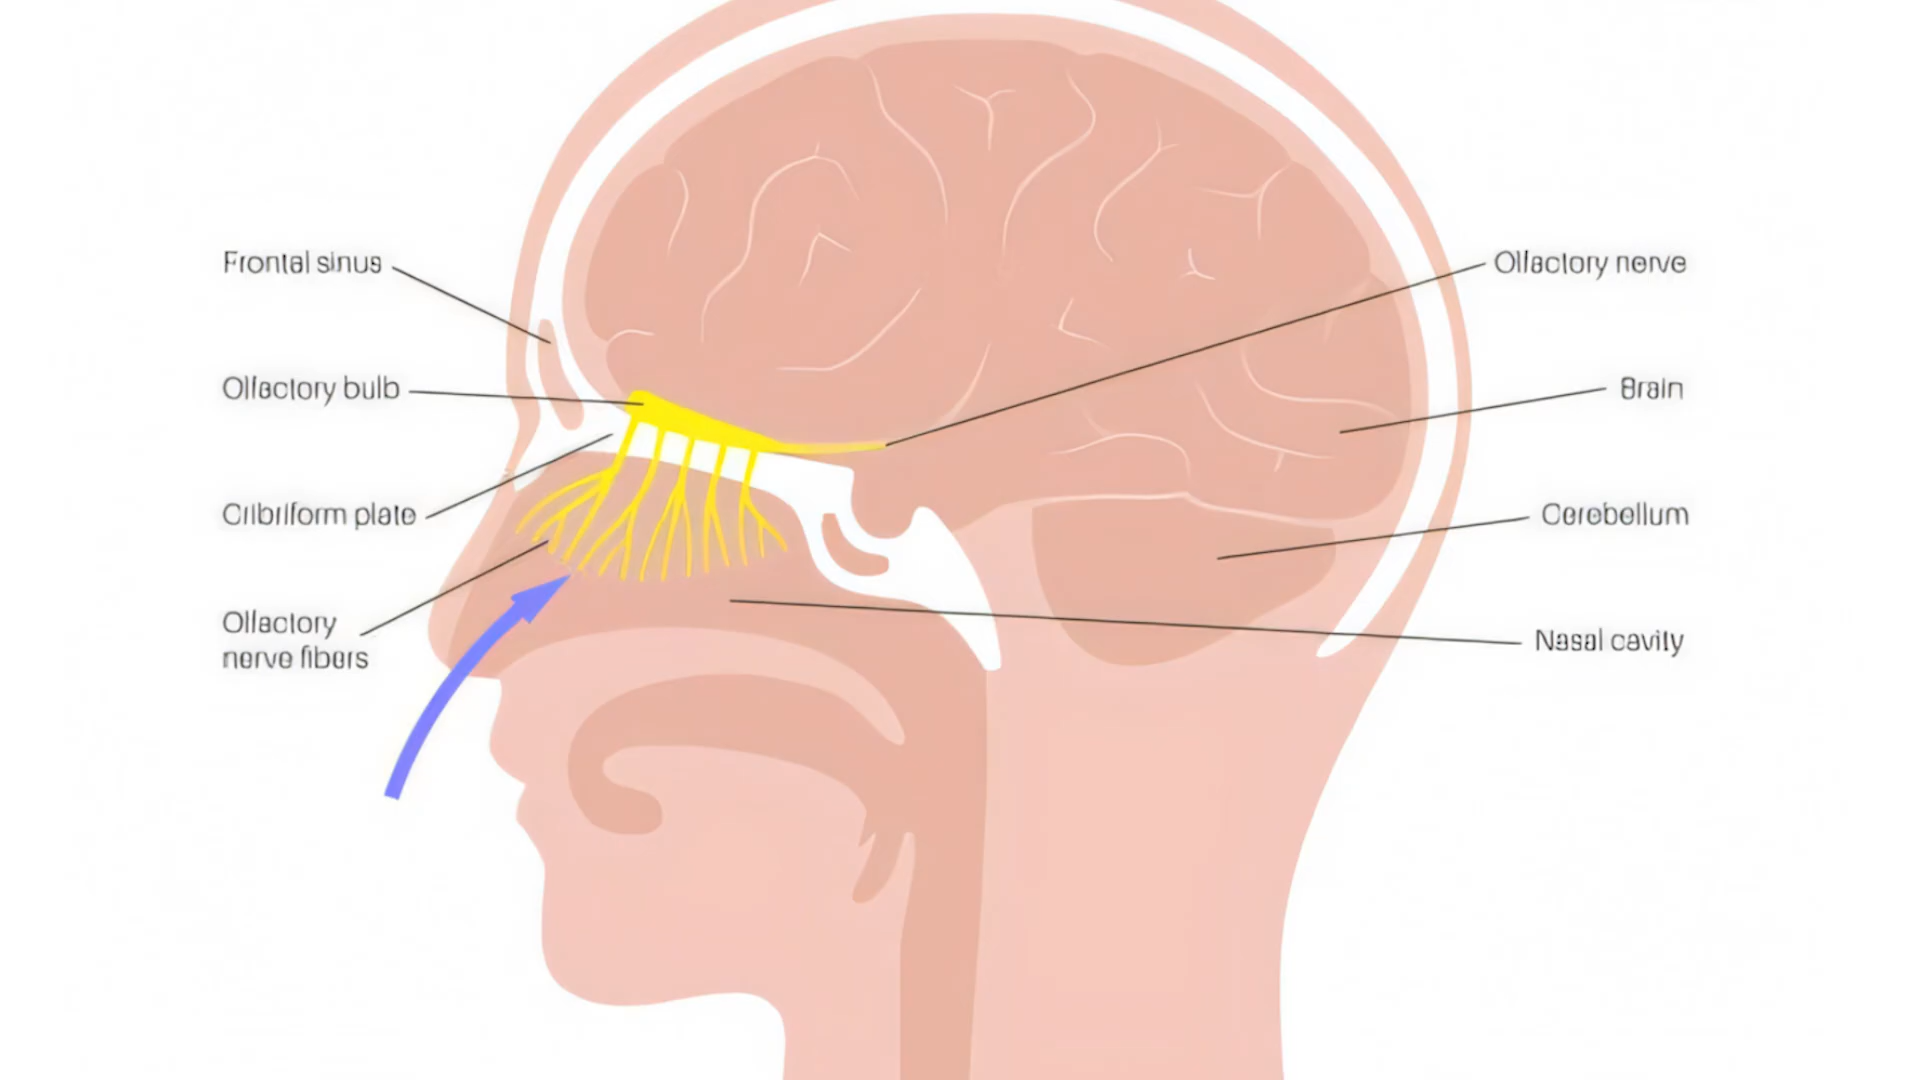 Frontal sinus
Olfactory bulb
Cribriform plate
Olfactory
nerve fibers
Olfactory nerve
Brain
Cerebellum
Nasal cavity